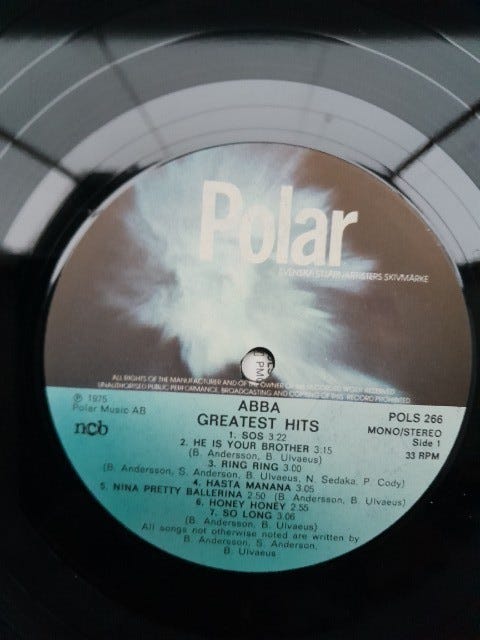 Polar
SVENSKA STJÄRNARTISTERS SKIVMÄRKE
ALL RIGHTS OF THE MANUFACTURER AND OF THE OWNER OF THE RECORDED WORK RESERVED
UNAUTHORISED PUBLIC PERFORMANCE, BROADCASTING AND COPYING OF THIS RECORD PROHIBITED
℗ 1975
Polar Music AB
ncb
ABBA
GREATEST HITS
POLS 266
MONO/STEREO
Side 1
33 RPM
1. SOS 3.22
2. HE IS YOUR BROTHER 3.15
(B. Andersson, B. Ulvaeus)
3. RING RING 3.00
(B. Andersson, S. Anderson, B. Ulvaeus, N. Sedaka, P. Cody)
4. HASTA MANANA 3.05
5. NINA PRETTY BALLERINA 2.50 (B. Andersson, B. Ulvaeus)
6. HONEY HONEY 2.55
7. SO LONG 3.06
(B. Andersson, B. Ulvaeus)
All songs not otherwise noted are written by
B. Andersson, S. Anderson,
B. Ulvaeus